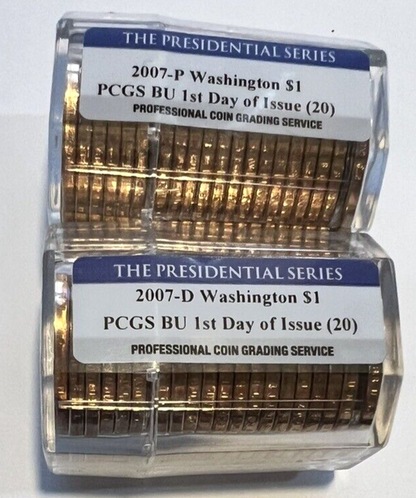 THE PRESIDENTIAL SERIES
2007-P Washington $1
PCGS BU 1st Day of Issue (20)
PROFESSIONAL COIN GRADING SERVICE
THE PRESIDENTIAL SERIES
2007-D Washington $1
PCGS BU 1st Day of Issue (20)
PROFESSIONAL COIN GRADING SERVICE